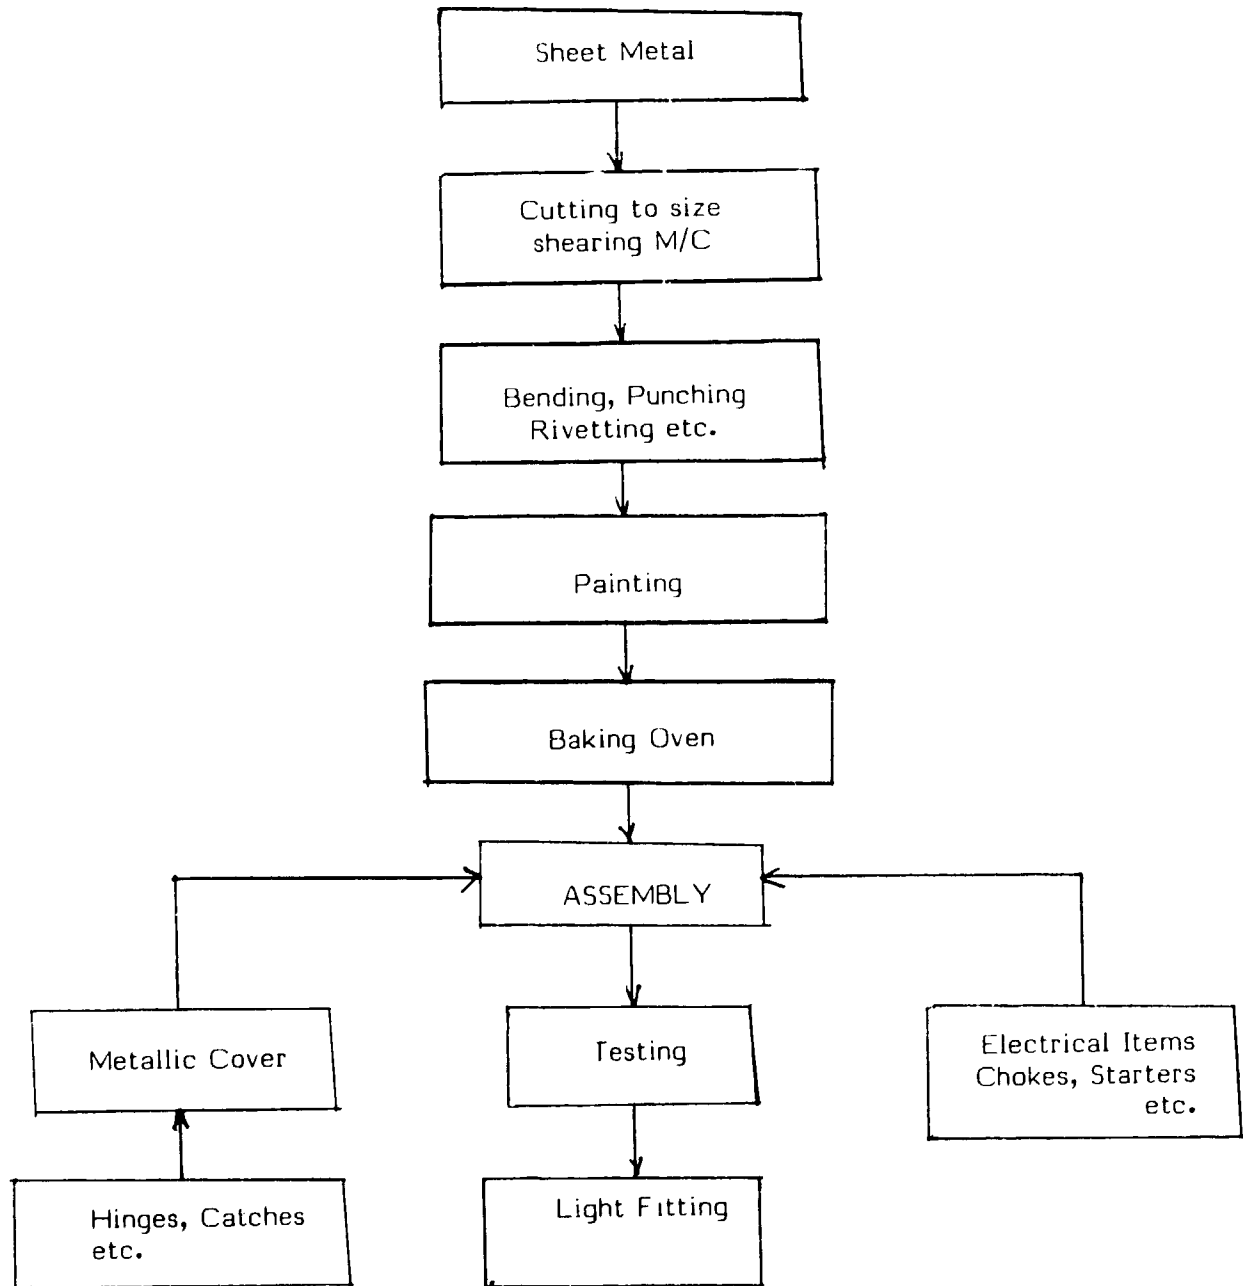 Sheet Metal
Cutting to size
shearing M/C
Bending, Punching
Rivetting etc.
Painting
Baking Oven
ASSEMBLY
Metallic Cover
Testing
Electrical Items
Chokes, Starters
etc.
Hinges, Catches
etc.
Light Fitting